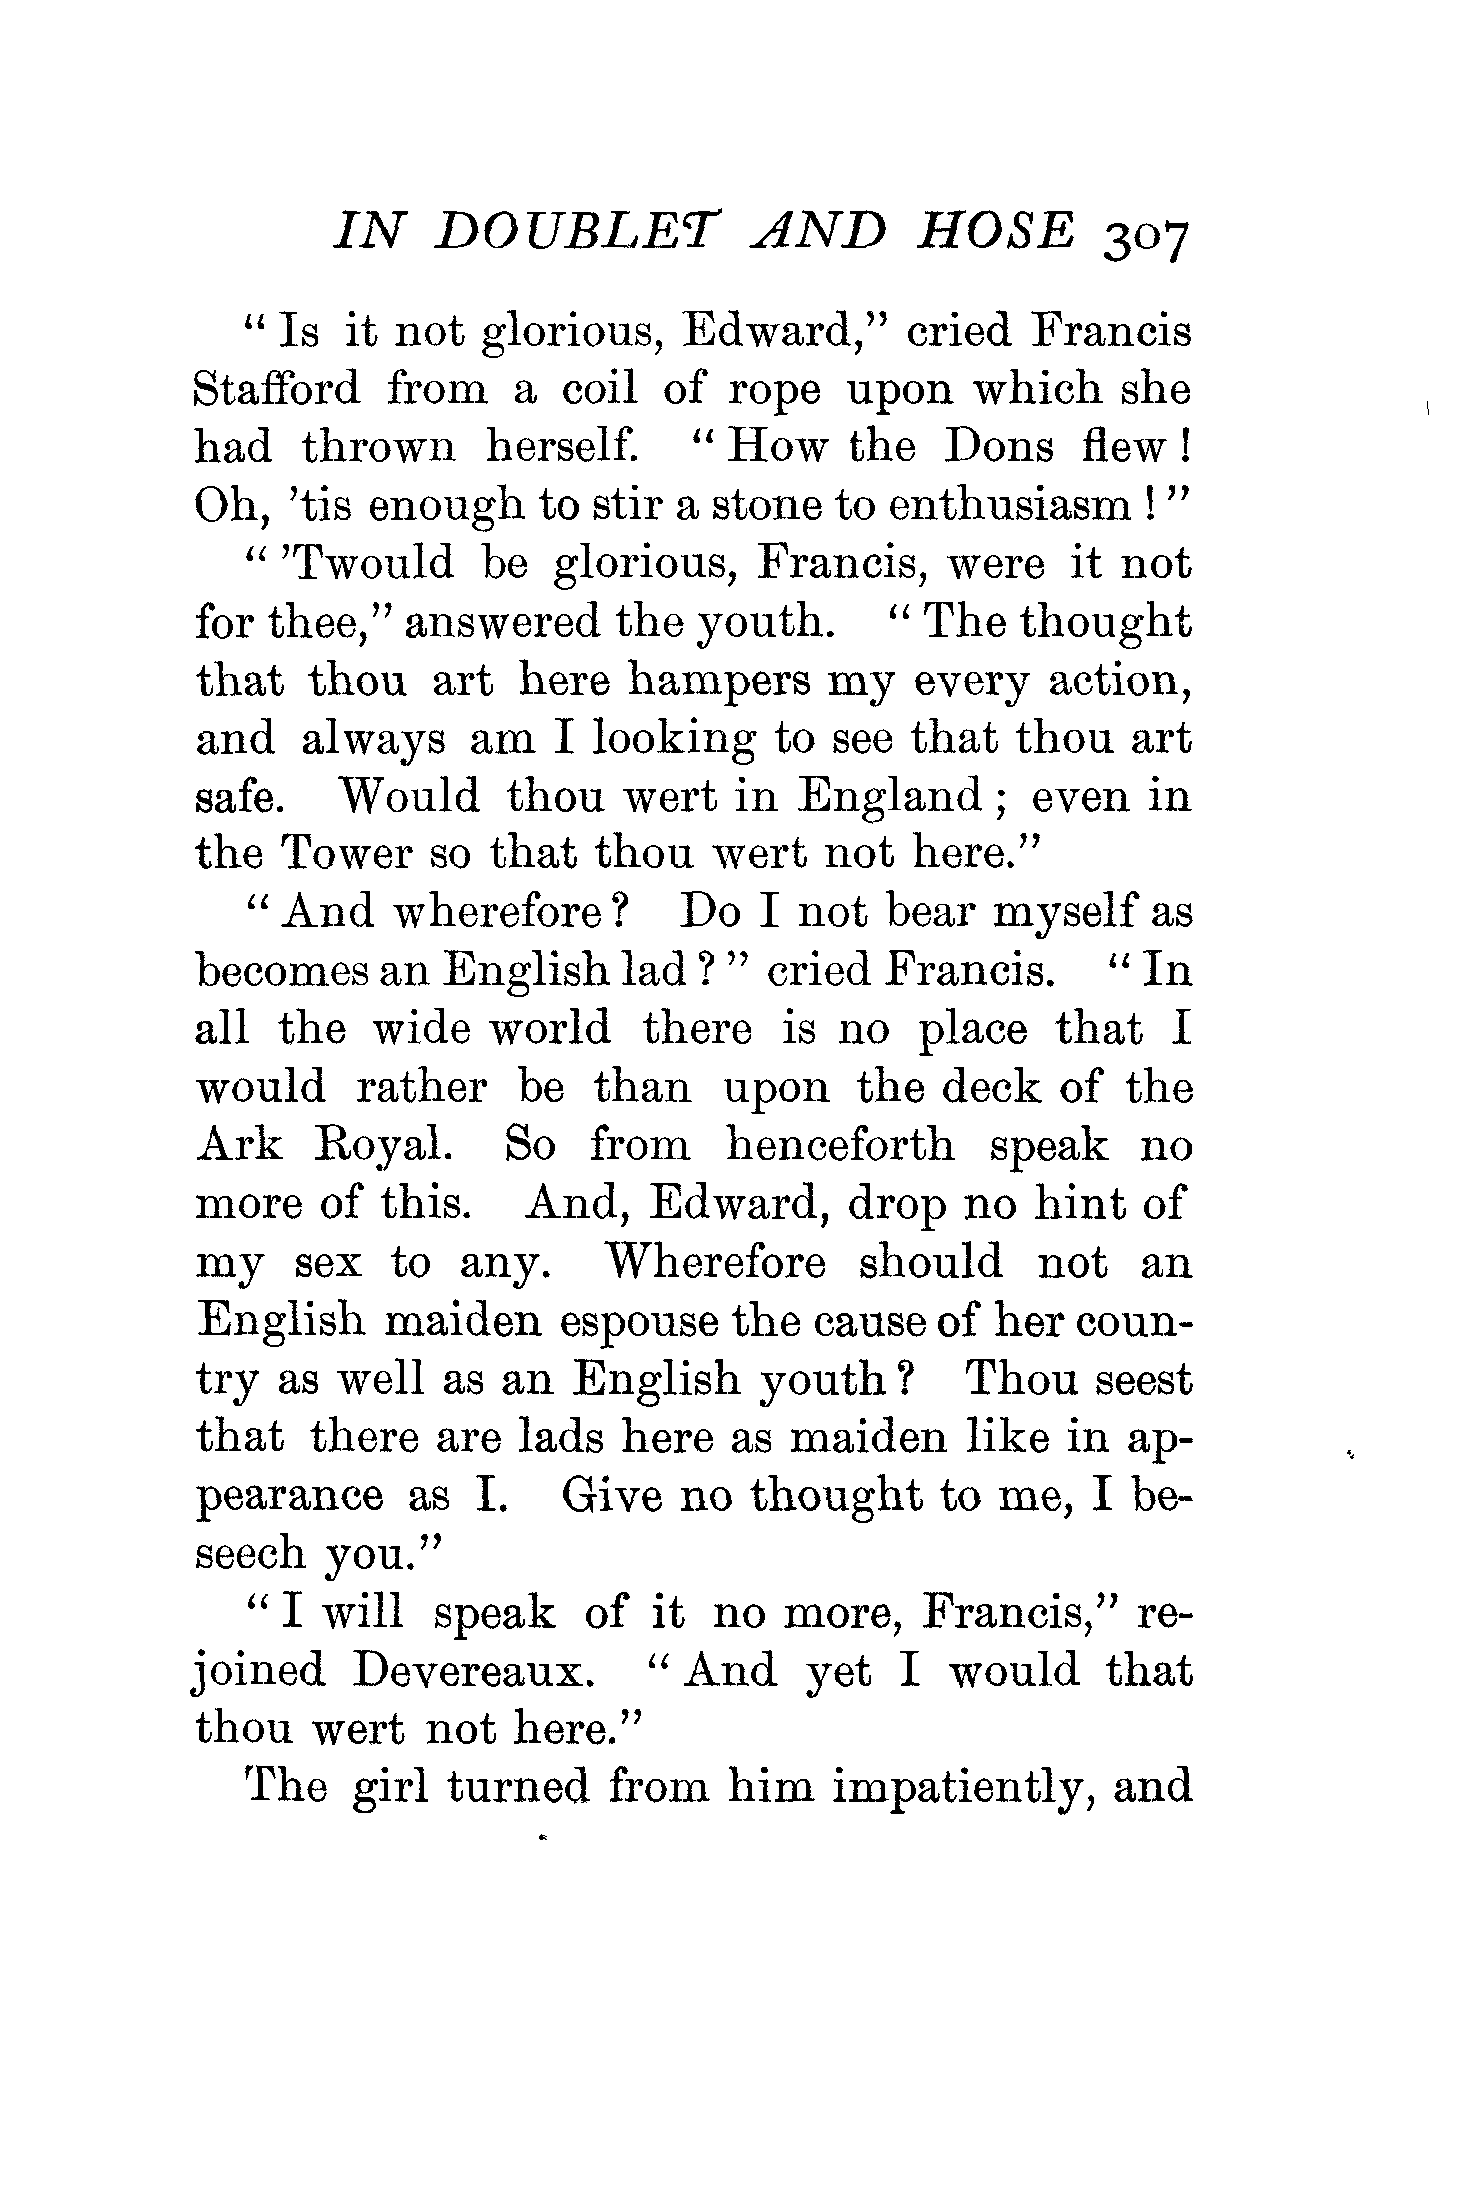 IN DOUBLET AND HOSE 307
“ Is it not glorious, Edward,” cried Francis
Stafford from a coil of rope upon which she
had thrown herself. “ How the Dons flew !
Oh, ’tis enough to stir a stone to enthusiasm ! ”
“ ’Twould be glorious, Francis, were it not
for thee,” answered the youth. “ The thought
that thou art here hampers my every action,
and always am I looking to see that thou art
safe. Would thou wert in England ; even in
the Tower so that thou wert not here.”
“ And wherefore ? Do I not bear myself as
becomes an English lad ? ” cried Francis. “ In
all the wide world there is no place that I
would rather be than upon the deck of the
Ark Royal. So from henceforth speak no
more of this. And, Edward, drop no hint of
my sex to any. Wherefore should not an
English maiden espouse the cause of her coun-
try as well as an English youth ? Thou seest
that there are lads here as maiden like in ap-
pearance as I. Give no thought to me, I be-
seech you.”
“ I will speak of it no more, Francis,” re-
joined Devereaux. “ And yet I would that
thou wert not here.”
The girl turned from him impatiently, and